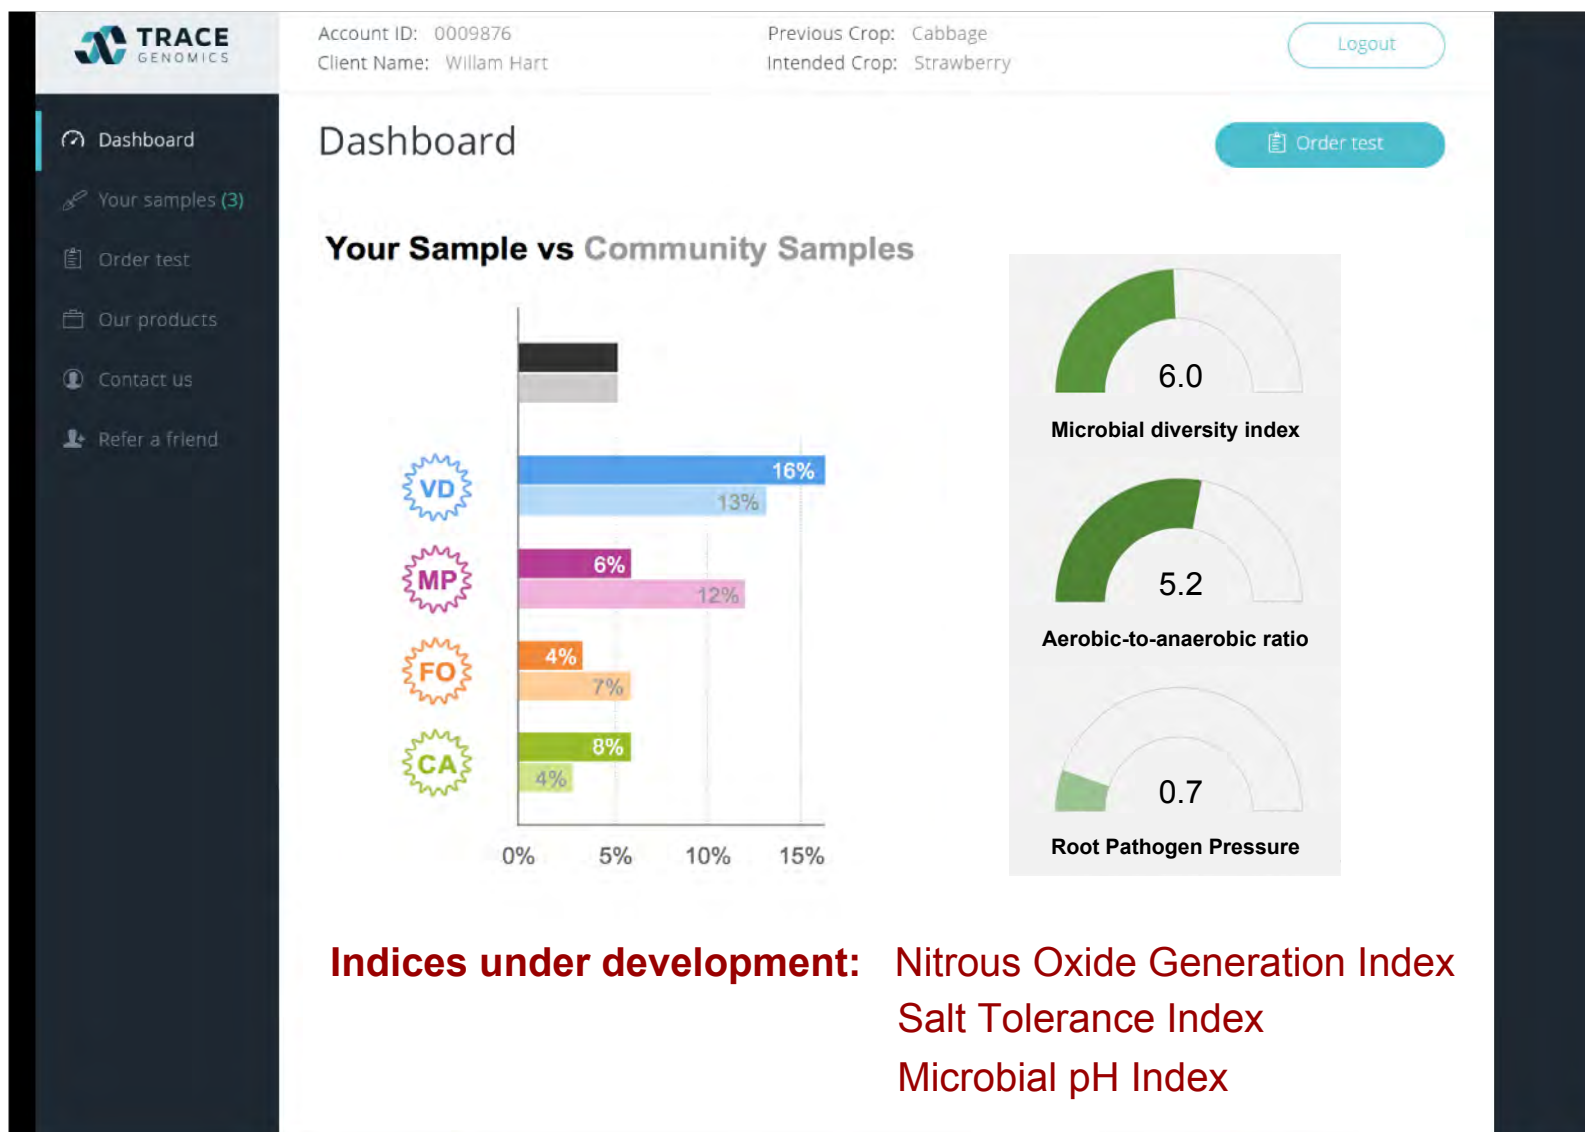 TRACE
GENOMICS
Account ID: 0009876
Client Name: Willam Hart
Previous Crop: Cabbage
Intended Crop: Strawberry
Logout
Dashboard
Your samples (3)
Order test
Our products
Contact us
Refer a friend
Dashboard
Order test
Your Sample vs Community Samples
VD
16%
13%
MP
6%
12%
FO
4%
7%
CA
8%
4%
0% 5% 10% 15%
6.0
Microbial diversity index
5.2
Aerobic-to-anaerobic ratio
0.7
Root Pathogen Pressure
Indices under development: Nitrous Oxide Generation Index
Salt Tolerance Index
Microbial pH Index